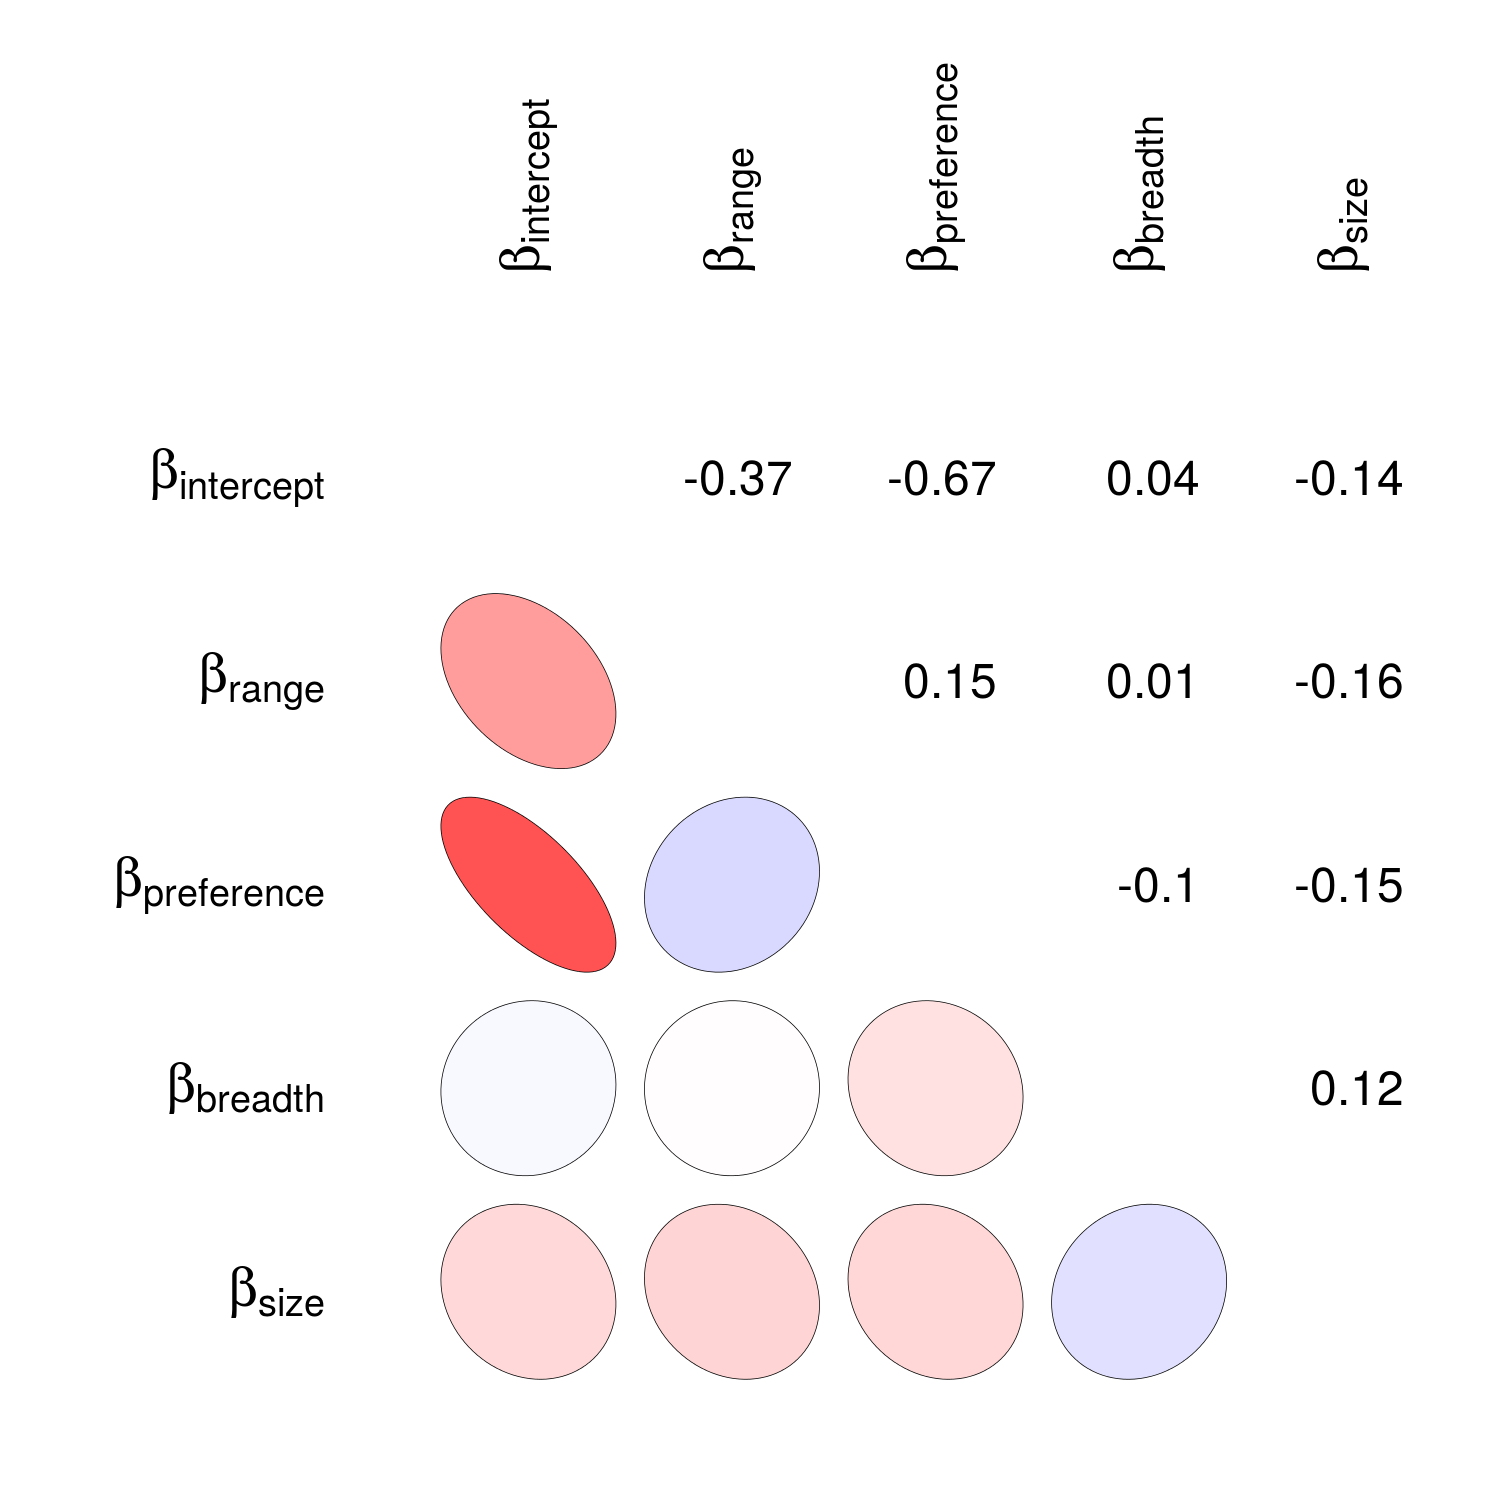 βintercept βrange βpreference βbreadth βsize
βintercept -0.37 -0.67 0.04 -0.14
βrange 0.15 0.01 -0.16
βpreference -0.1 -0.15
βbreadth 0.12
βsize